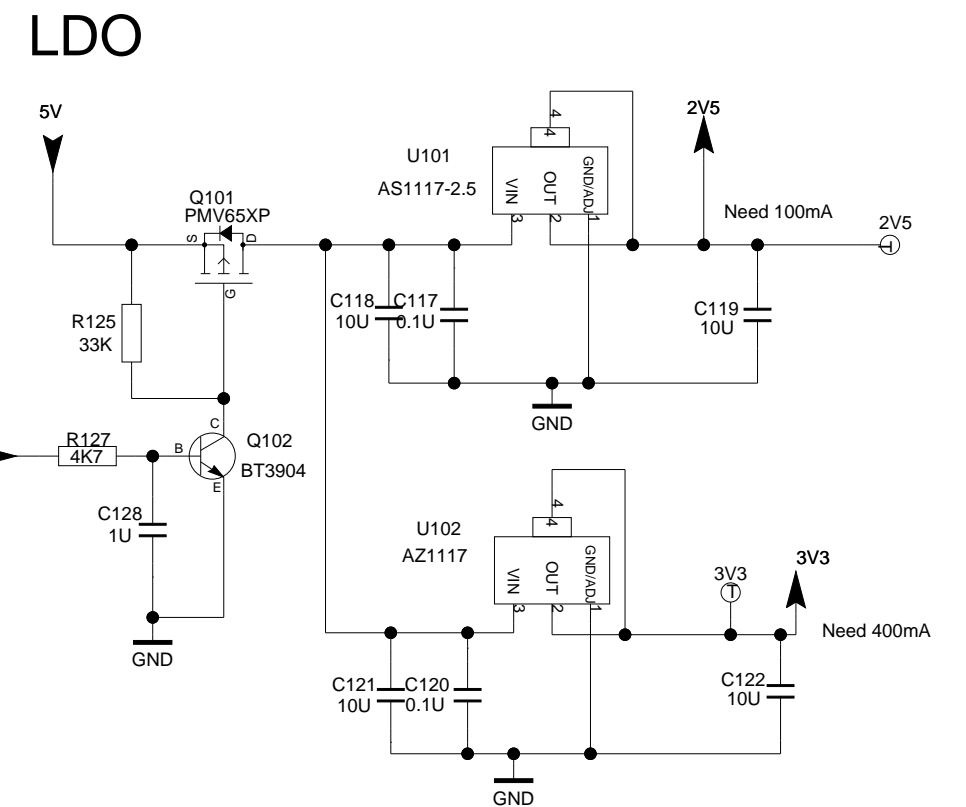 LDO
5V
Q101
PMV65XP
S
D
G
R125
33K
R127
4K7
B
C
E
Q102
BT3904
C128
1U
GND
U101
AS1117-2.5
4
4
VIN
OUT
GND/ADJ
3
2
1
C118
10U
C117
0.1U
GND
2V5
Need 100mA
2V5
T
C119
10U
U102
AZ1117
4
4
VIN
OUT
GND/ADJ
3
2
1
C121
10U
C120
0.1U
GND
3V3
T
3V3
Need 400mA
C122
10U